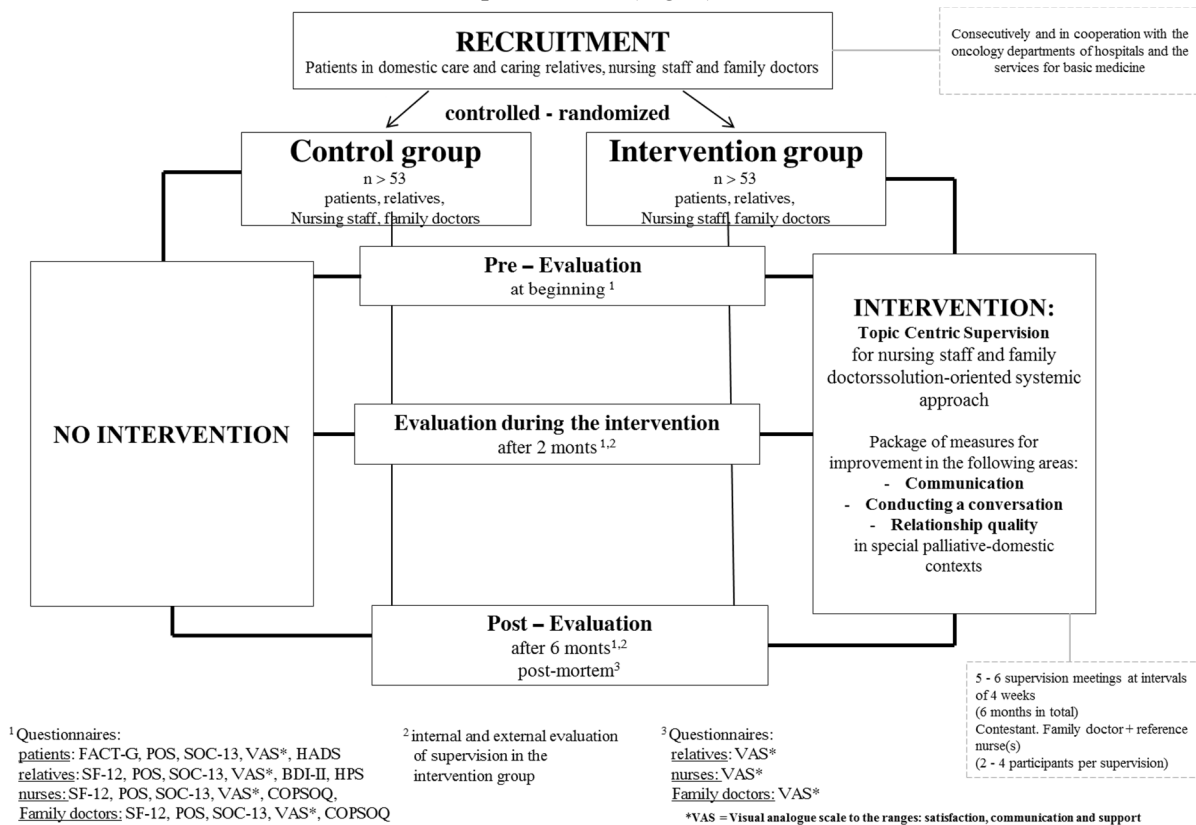 RECRUITMENT
Patients in domestic care and caring relatives, nursing staff and family doctors
Consecutively and in cooperation with the
oncology departments of hospitals and the
services for basic medicine
controlled - randomized
Control group
n > 53
patients, relatives,
Nursing staff, family doctors
Intervention group
n > 53
patients, relatives,
Nursing staff, family doctors
Pre – Evaluation
at beginning ¹
NO INTERVENTION
Evaluation during the intervention
after 2 monts ¹,²
INTERVENTION:
Topic Centric Supervision
for nursing staff and family
doctorssolution-oriented systemic
approach
Package of measures for
improvement in the following areas:
- Communication
- Conducting a conversation
- Relationship quality
in special palliative-domestic
contexts
Post – Evaluation
after 6 monts¹,²
post-mortem³
5 - 6 supervision meetings at intervals
of 4 weeks
(6 months in total)
Contestant. Family doctor + reference
nurse(s)
(2 - 4 participants per supervision)
¹ Questionnaires:
patients: FACT-G, POS, SOC-13, VAS*, HADS
relatives: SF-12, POS, SOC-13, VAS*, BDI-II, HPS
nurses: SF-12, POS, SOC-13, VAS*, COPSOQ,
Family doctors: SF-12, POS, SOC-13, VAS*, COPSOQ
² internal and external evaluation
of supervision in the
intervention group
³ Questionnaires:
relatives: VAS*
nurses: VAS*
Family doctors: VAS*
*VAS = Visual analogue scale to the ranges: satisfaction, communication and support